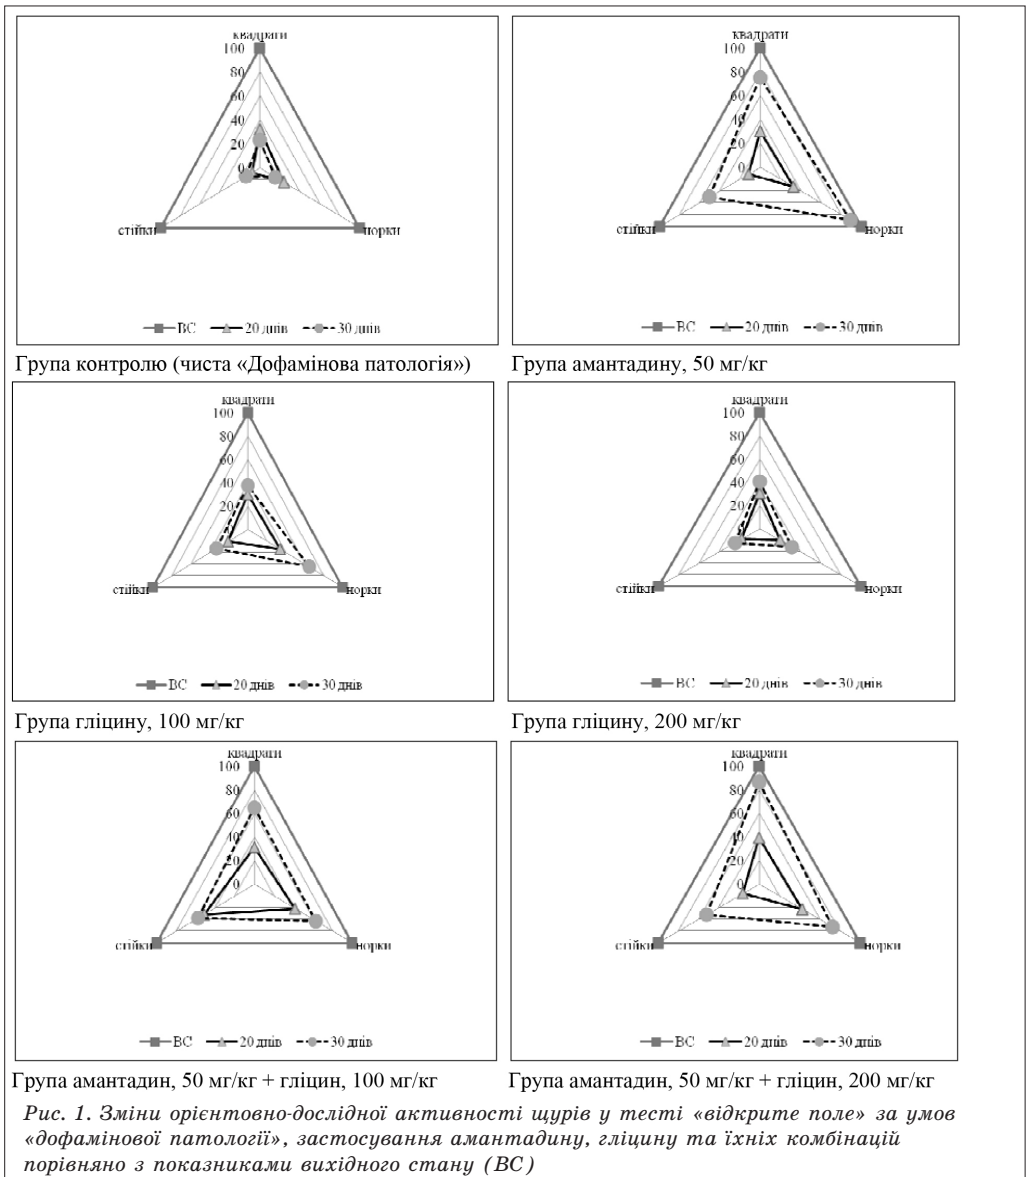 квадрати
100
80
60
40
20
0
стійки
норки
ВС 20 днів 30 днів
Група контролю (чиста «Дофамінова патологія»)
квадрати
100
80
60
40
20
0
стійки
норки
ВС 20 днів 30 днів
Група амантадину, 50 мг/кг
квадрати
100
80
60
40
20
стійки
норки
ВС 20 днів 30 днів
Група гліцину, 100 мг/кг
квадрати
100
80
60
40
20
стійки
норки
ВС 20 днів 30 днів
Група гліцину, 200 мг/кг
квадрати
100
80
60
40
20
0
стійки
норки
ВС 20 днів 30 днів
Група амантадин, 50 мг/кг + гліцин, 100 мг/кг
квадрати
100
80
60
40
20
0
стійки
норки
ВС 20 днів 30 днів
Група амантадин, 50 мг/кг + гліцин, 200 мг/кг
Рис. 1. Зміни орієнтовно-дослідної активності щурів у тесті «відкрите поле» за умов
«дофамінової патології», застосування амантадину, гліцину та їхніх комбінацій
порівняно з показниками вихідного стану (ВС)